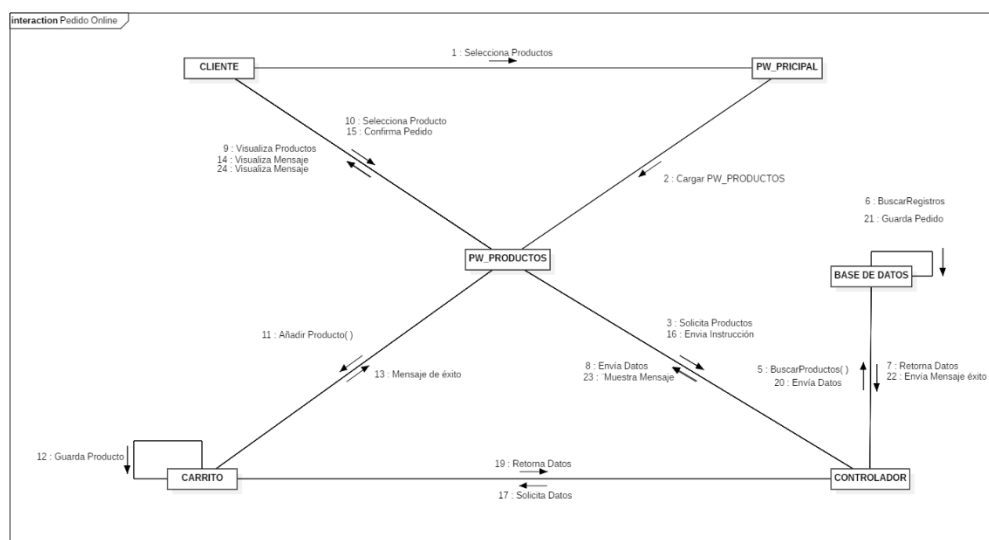 interaction Pedido Online
1 : Selecciona Productos
CLIENTE
PW_PRICIPAL
10 : Selecciona Producto
15 : Confirma Pedido
9 : Visualiza Productos
14 : Visualiza Mensaje
24 : Visualiza Mensaje
2 : Cargar PW_PRODUCTOS
6 : BuscarRegistros
21 : Guarda Pedido
PW_PRODUCTOS
BASE DE DATOS
11 : Añadir Producto( )
3 : Solicita Productos
16 : Envia Instrucción
13 : Mensaje de éxito
8 : Envía Datos
23 : ¨Muestra Mensaje
5 : BuscarProductos( )
20 : Envía Datos
7 : Retorna Datos
22 : Envía Mensaje éxito
12 : Guarda Producto
CARRITO
19 : Retorna Datos
17 : Solicita Datos
CONTROLADOR